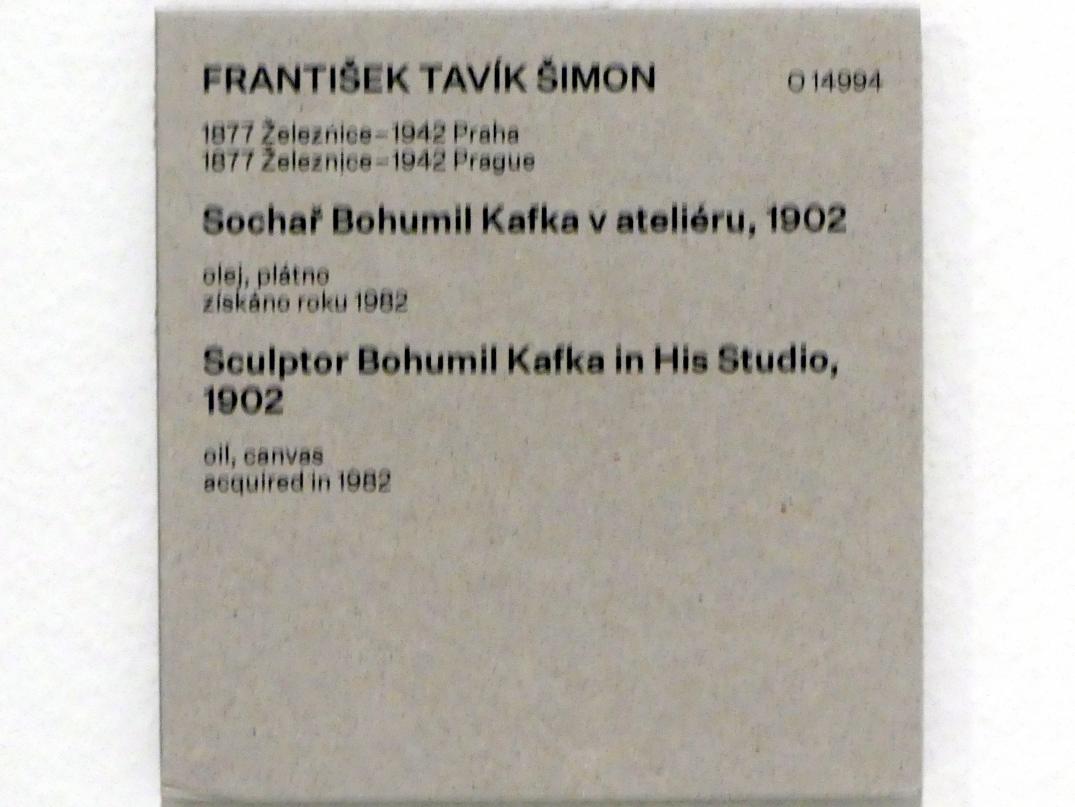 FRANTIŠEK TAVÍK ŠIMON O 14994
1877 Železnice–1942 Praha
1877 Železnice–1942 Prague
Sochař Bohumil Kafka v ateliéru, 1902
olej, plátno
získáno roku 1982
Sculptor Bohumil Kafka in His Studio,
1902
oil, canvas
acquired in 1982